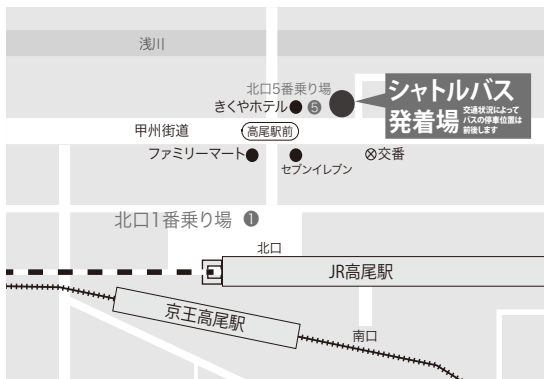 浅川
北口5番乗り場
きくやホテル ⑤
シャトルバス
発着場
交通状況によって
バスの停車位置は
前後します
甲州街道
高尾駅前
ファミリーマート
セブンイレブン
交番
北口1番乗り場 ❶
北口
JR高尾駅
京王高尾駅
南口